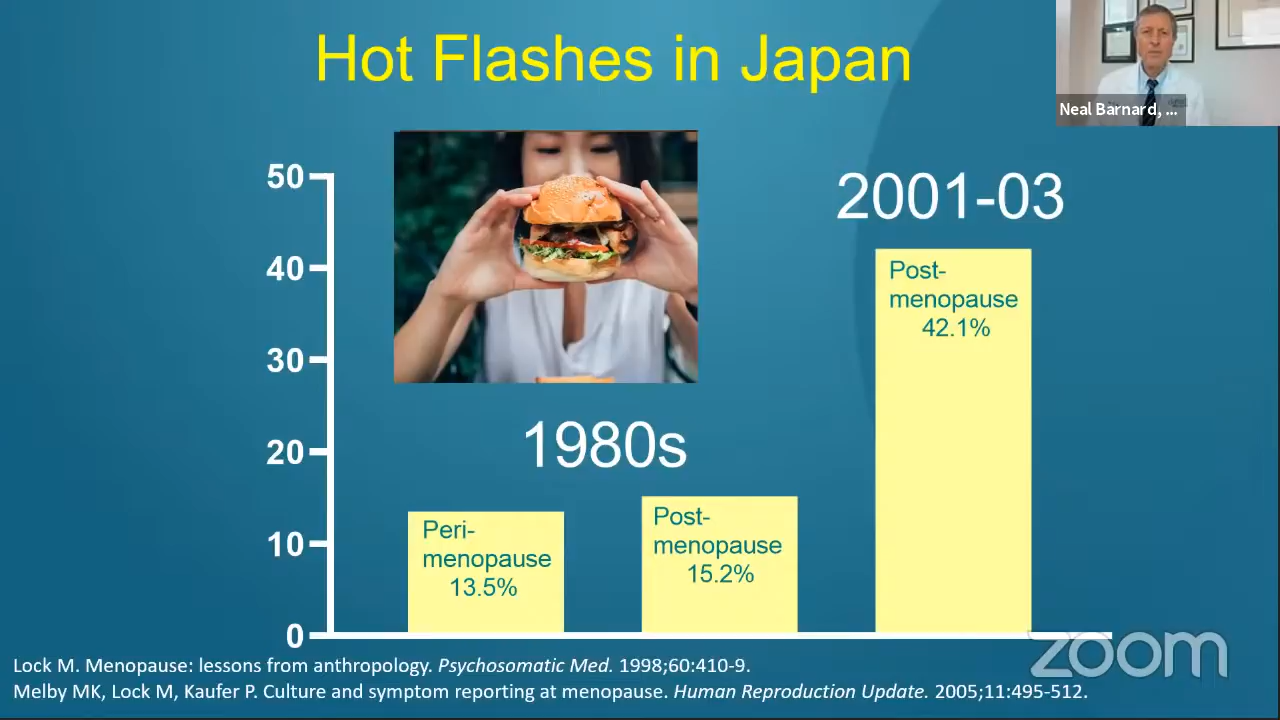 Hot Flashes in Japan
Neal Barnard, ...
50
40
30
20
10
0
1980s
2001-03
Peri-
menopause
13.5%
Post-
menopause
15.2%
Post-
menopause
42.1%
Lock M. Menopause: lessons from anthropology. Psychosomatic Med. 1998;60:410-9.
Melby MK, Lock M, Kaufer P. Culture and symptom reporting at menopause. Human Reproduction Update. 2005;11:495-512.
zoom